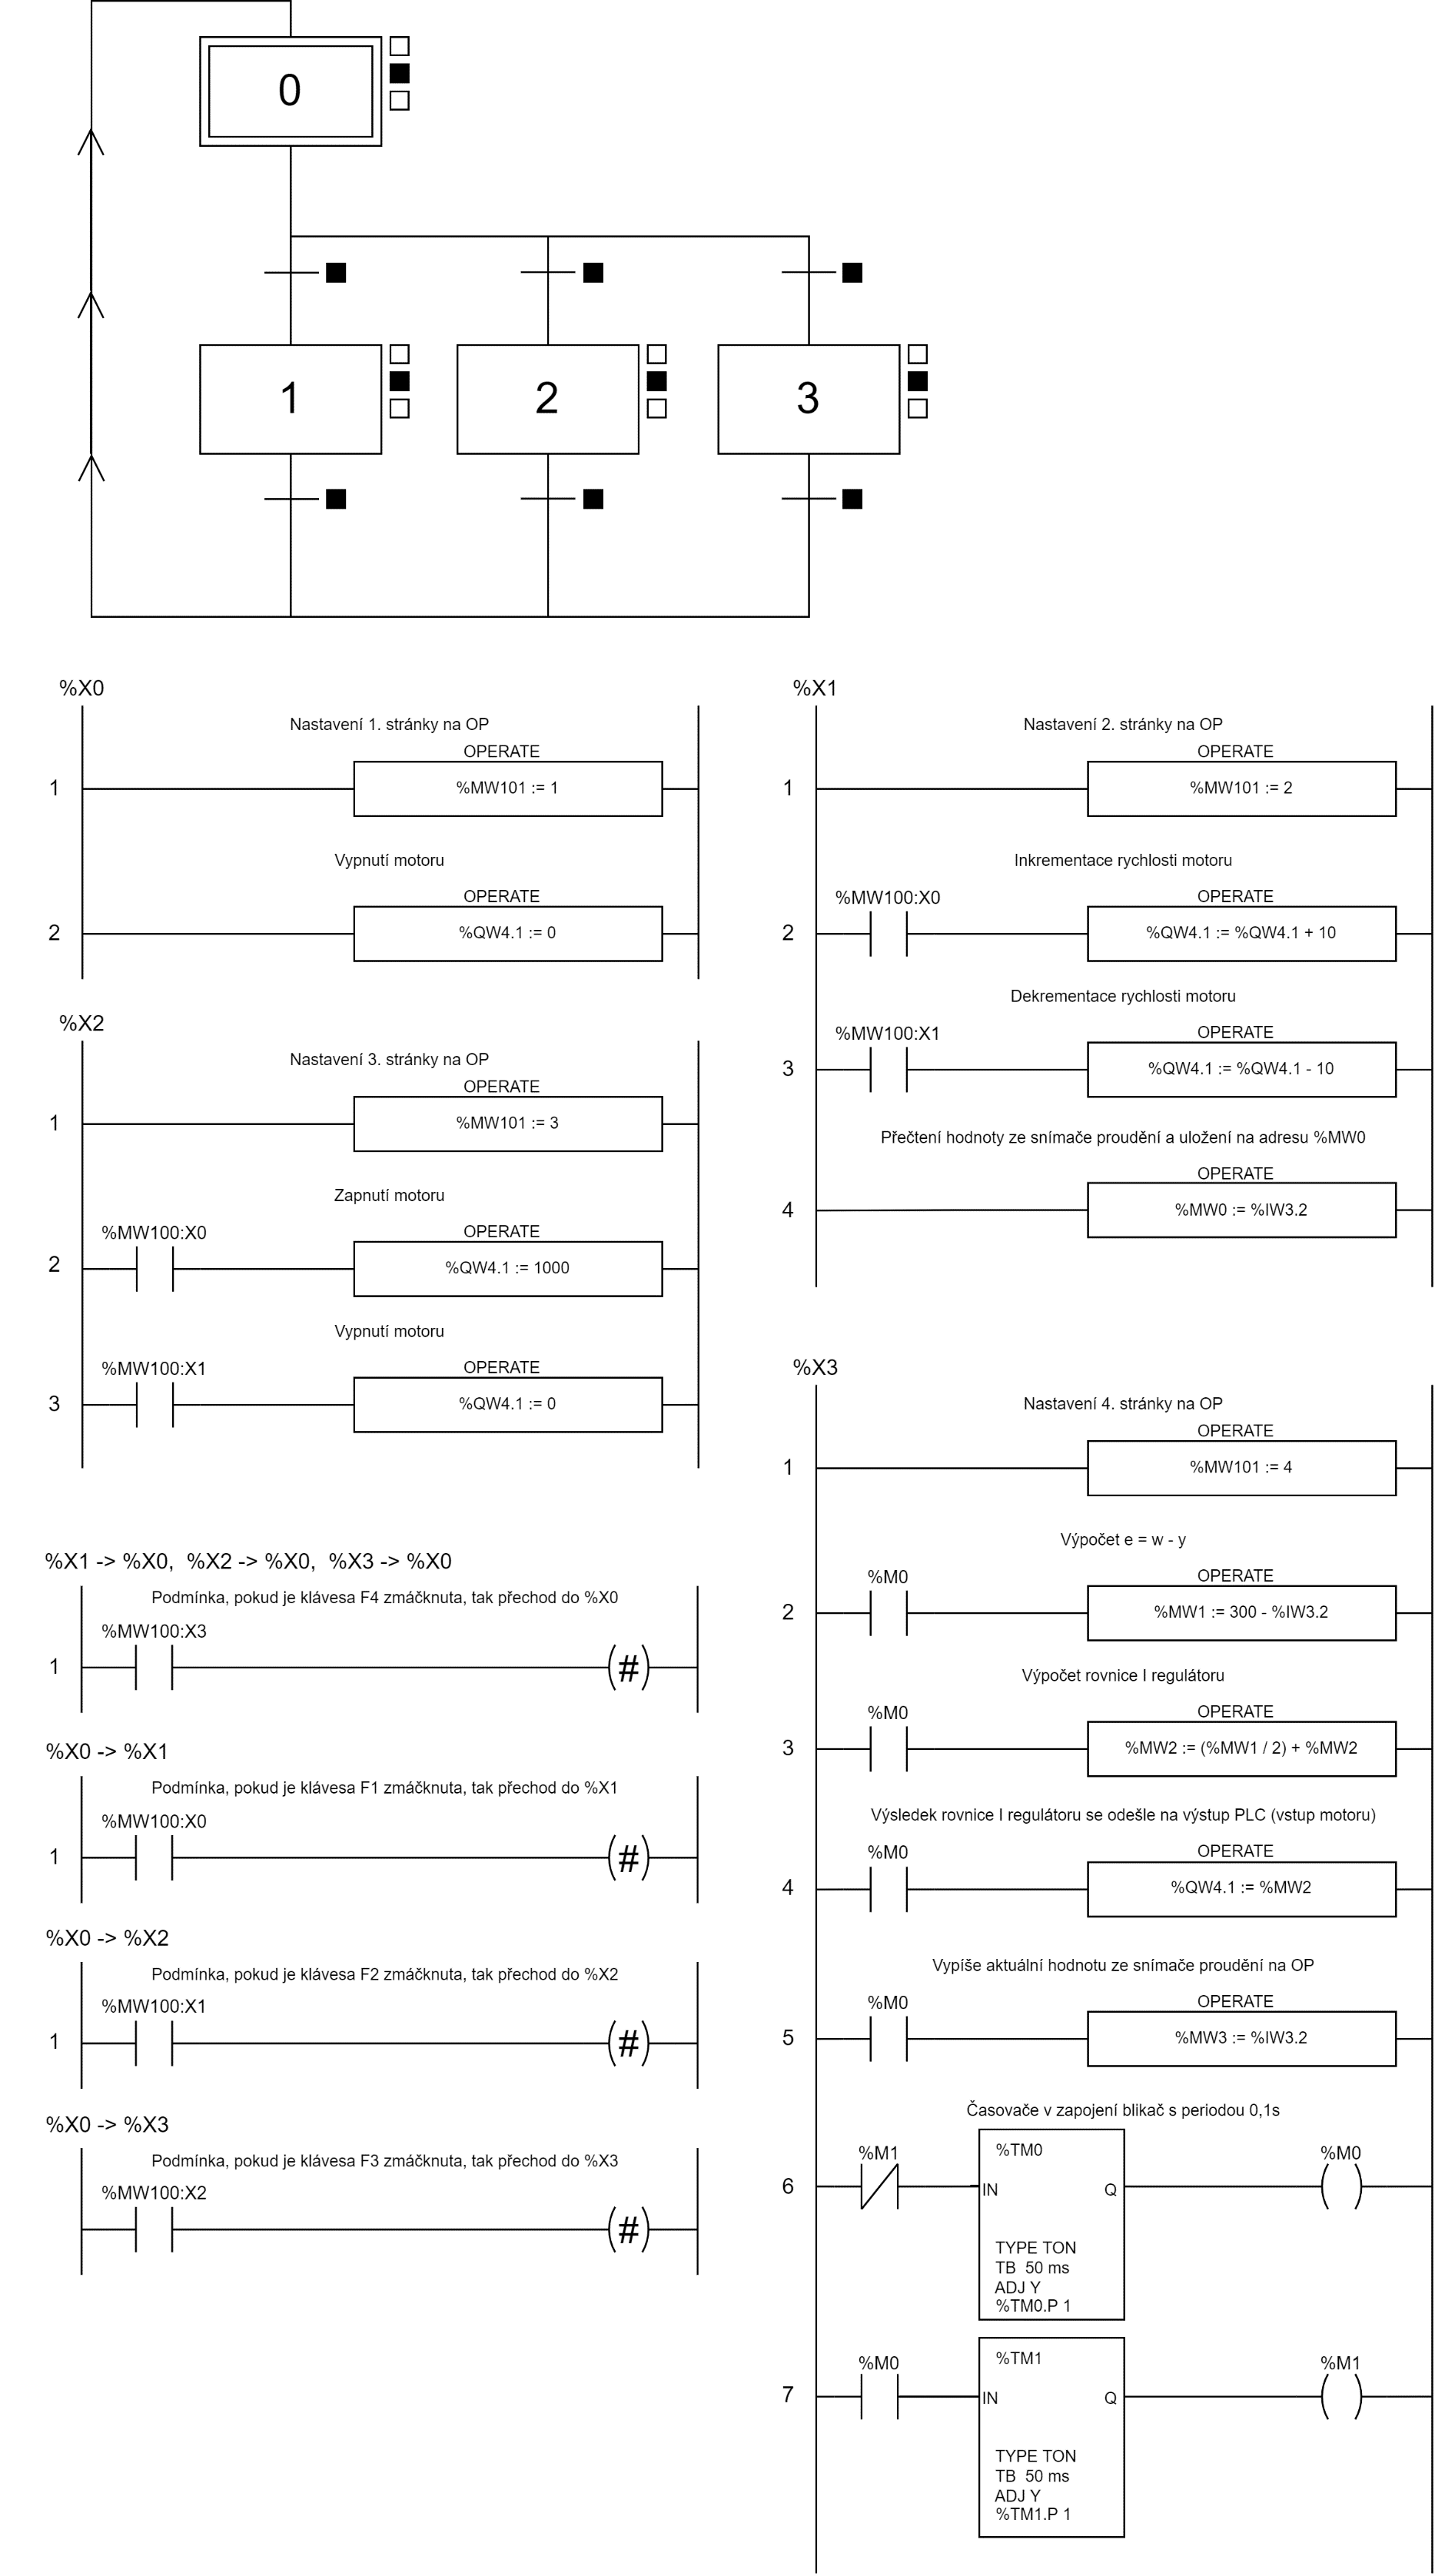 0
1
2
3
%X0
Nastavení 1. stránky na OP
OPERATE
1
%MW101 := 1
Vypnutí motoru
OPERATE
2
%QW4.1 := 0
%X1
Nastavení 2. stránky na OP
OPERATE
1
%MW101 := 2
Inkrementace rychlosti motoru
%MW100:X0
OPERATE
2
%QW4.1 := %QW4.1 + 10
Dekrementace rychlosti motoru
%MW100:X1
OPERATE
3
%QW4.1 := %QW4.1 - 10
Přečtení hodnoty ze snímače proudění a uložení na adresu %MW0
OPERATE
4
%MW0 := %IW3.2
%X2
Nastavení 3. stránky na OP
OPERATE
1
%MW101 := 3
Zapnutí motoru
%MW100:X0
OPERATE
2
%QW4.1 := 1000
Vypnutí motoru
%MW100:X1
OPERATE
3
%QW4.1 := 0
%X3
Nastavení 4. stránky na OP
OPERATE
1
%MW101 := 4
Výpočet e = w - y
%M0
OPERATE
2
%MW1 := 300 - %IW3.2
Výpočet rovnice I regulátoru
%M0
OPERATE
3
%MW2 := (%MW1 / 2) + %MW2
Výsledek rovnice I regulátoru se odešle na výstup PLC (vstup motoru)
%M0
OPERATE
4
%QW4.1 := %MW2
Vypíše aktuální hodnotu ze snímače proudění na OP
%M0
OPERATE
5
%MW3 := %IW3.2
Časovače v zapojení blikač s periodou 0,1s
%M1
%TM0
%M0
6
IN
Q
TYPE TON
TB 50 ms
ADJ Y
%TM0.P 1
%M0
%TM1
%M1
7
IN
Q
TYPE TON
TB 50 ms
ADJ Y
%TM1.P 1
%X1 -> %X0, %X2 -> %X0, %X3 -> %X0
Podmínka, pokud je klávesa F4 zmáčknuta, tak přechod do %X0
%MW100:X3
1
(#)
%X0 -> %X1
Podmínka, pokud je klávesa F1 zmáčknuta, tak přechod do %X1
%MW100:X0
1
(#)
%X0 -> %X2
Podmínka, pokud je klávesa F2 zmáčknuta, tak přechod do %X2
%MW100:X1
1
(#)
%X0 -> %X3
Podmínka, pokud je klávesa F3 zmáčknuta, tak přechod do %X3
%MW100:X2
(#)